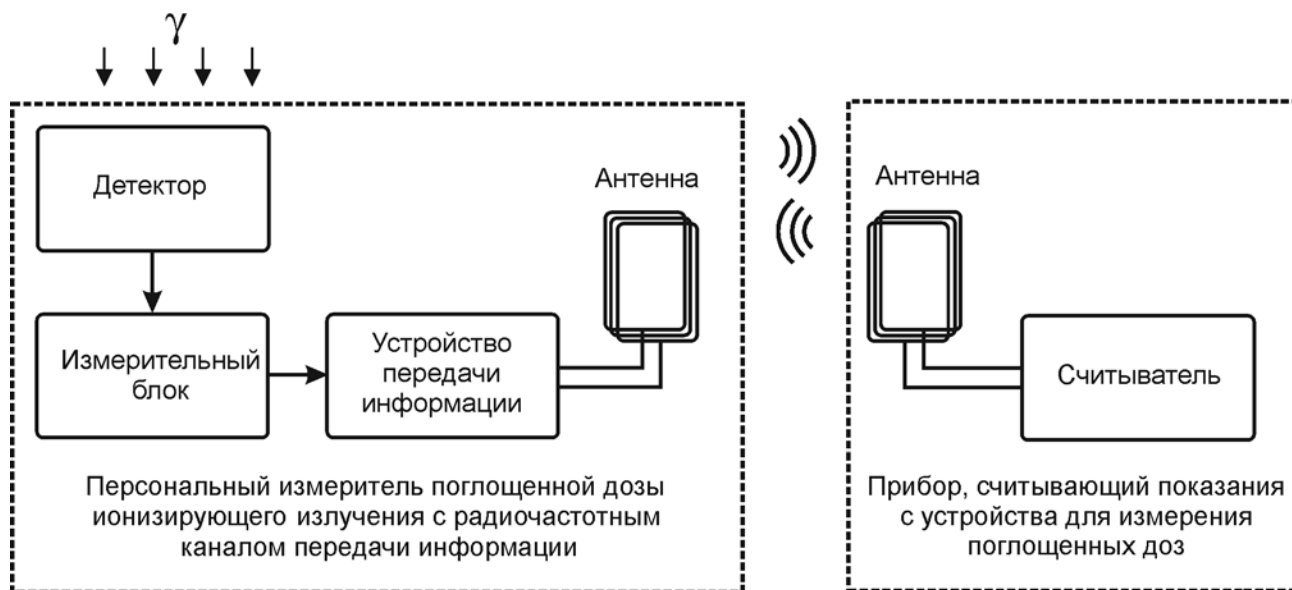 γ
Детектор
Антенна
Антенна
Измерительный
блок
Устройство
передачи
информации
Считыватель
Персональный измеритель поглощенной дозы
ионизирующего излучения с радиочастотным
каналом передачи информации
Прибор, считывающий показания
с устройства для измерения
поглощенных доз